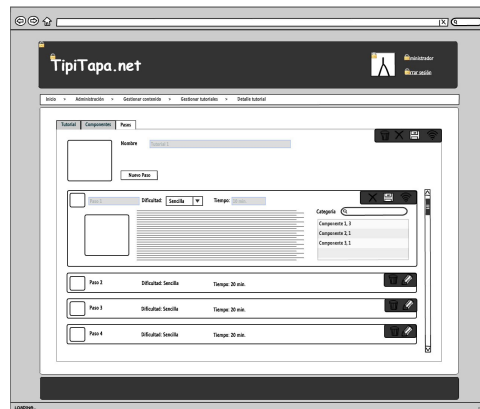 TipiTapa.net
Administrador
Cerrar sesión
Inicio > Administración > Gestionar contenido > Gestionar tutoriales > Detalle tutorial
Tutorial Componentes Pasos
Nombre Tutorial 1
Nuevo Paso
Paso 1 Dificultad: Sencilla Tiempo: 20 min.
Categoría
Componente 1, 3
Componente 2, 1
Componente 3, 1
Paso 2 Dificultad: Sencilla Tiempo: 20 min.
Paso 3 Dificultad: Sencilla Tiempo: 20 min.
Paso 4 Dificultad: Sencilla Tiempo: 20 min.
LOADING..